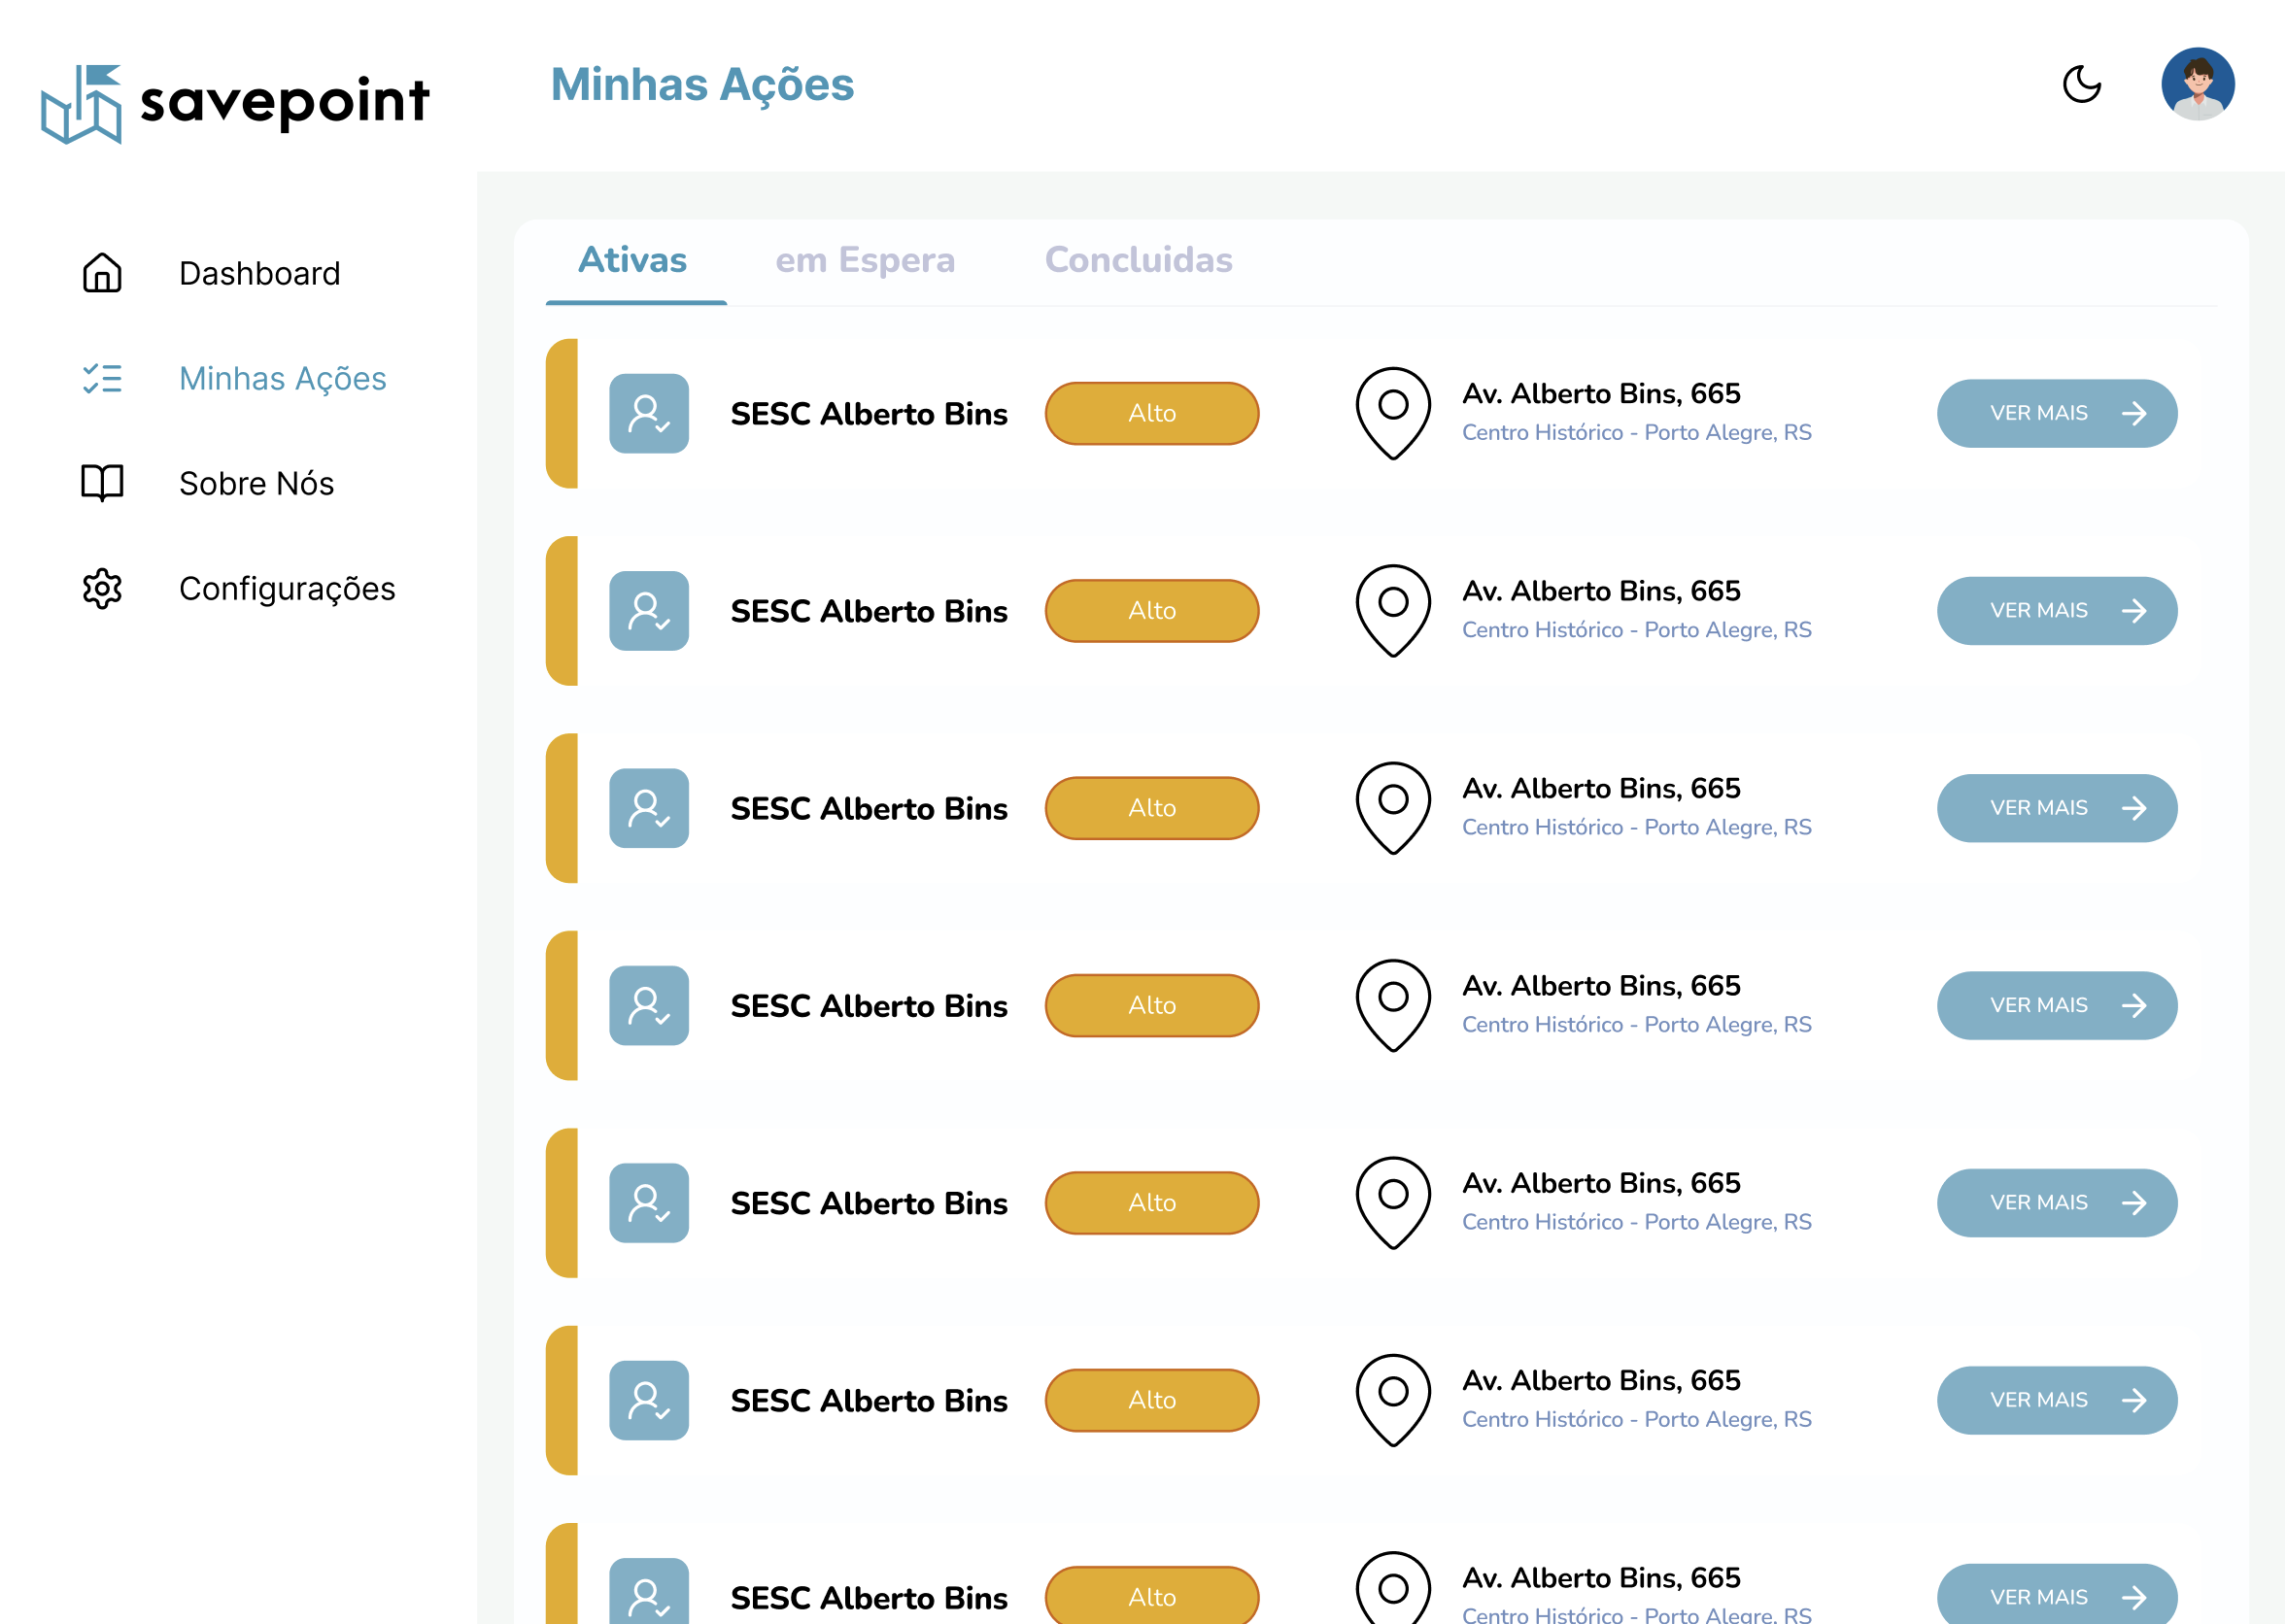 savepoint
Minhas Ações
Dashboard
Minhas Ações
Sobre Nós
Configurações
Ativas em Espera Concluidas
SESC Alberto Bins Alto Av. Alberto Bins, 665 VER MAIS
Centro Histórico - Porto Alegre, RS
SESC Alberto Bins Alto Av. Alberto Bins, 665 VER MAIS
Centro Histórico - Porto Alegre, RS
SESC Alberto Bins Alto Av. Alberto Bins, 665 VER MAIS
Centro Histórico - Porto Alegre, RS
SESC Alberto Bins Alto Av. Alberto Bins, 665 VER MAIS
Centro Histórico - Porto Alegre, RS
SESC Alberto Bins Alto Av. Alberto Bins, 665 VER MAIS
Centro Histórico - Porto Alegre, RS
SESC Alberto Bins Alto Av. Alberto Bins, 665 VER MAIS
Centro Histórico - Porto Alegre, RS
SESC Alberto Bins Alto Av. Alberto Bins, 665 VER MAIS
Centro Histórico - Porto Alegre, RS